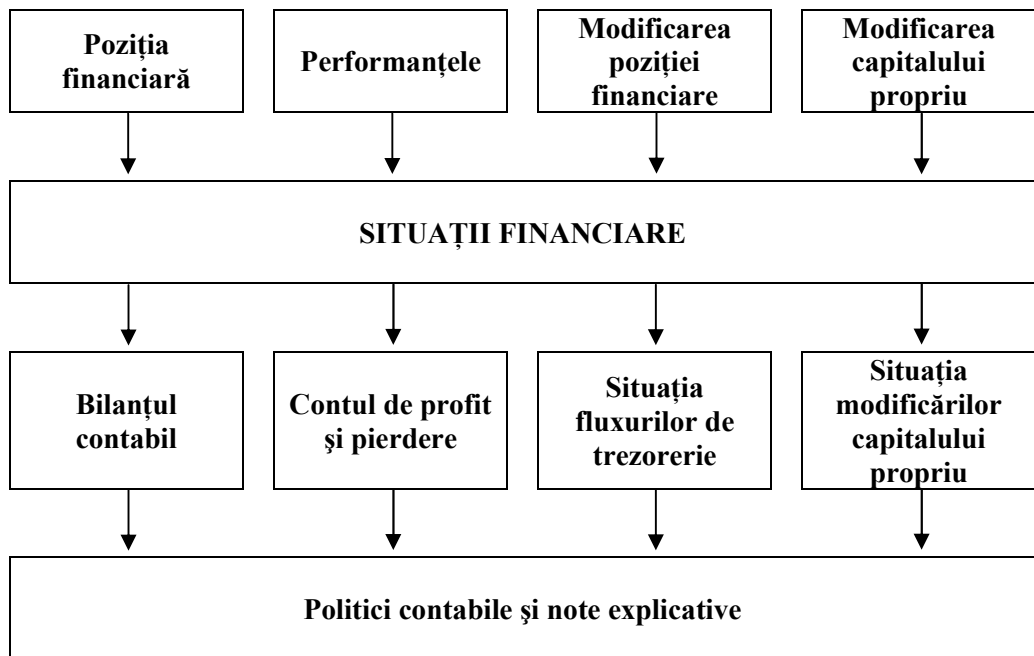 Poziția
financiară
Performanțele
Modificarea
poziției
financiare
Modificarea
capitalului
propriu
SITUAȚII FINANCIARE
Bilanțul
contabil
Contul de profit
şi pierdere
Situația
fluxurilor de
trezorerie
Situația
modificărilor
capitalului
propriu
Politici contabile şi note explicative